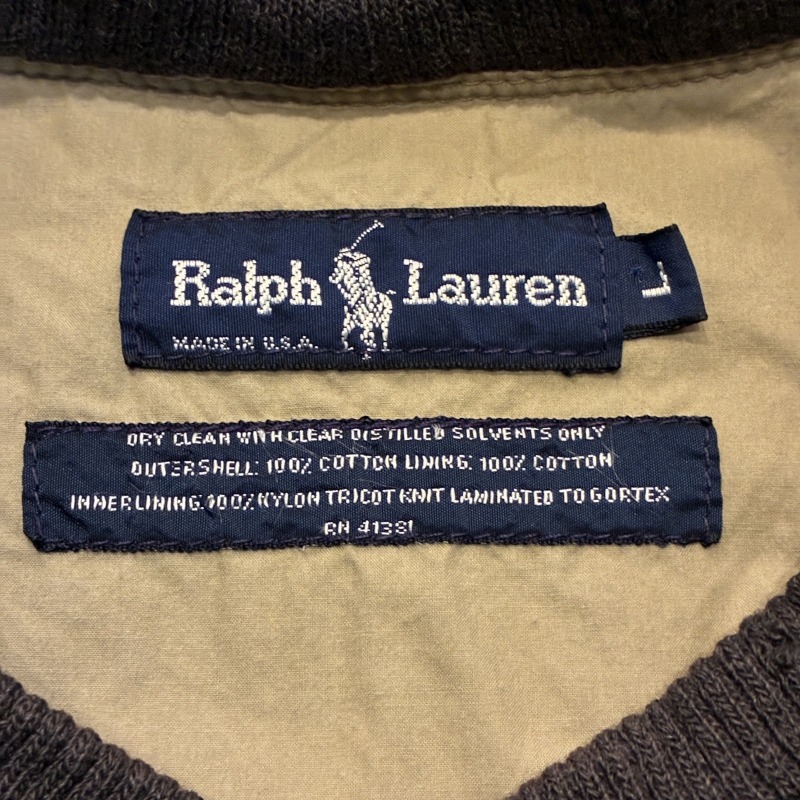 Ralph Lauren
L
MADE IN U.S.A.
DRY CLEAN WITH CLEAR DISTILLED SOLVENTS ONLY
OUTERSHELL: 100% COTTON LINING: 100% COTTON
INNERLINING: 100% NYLON TRICOT KNIT LAMINATED TO GORTEX
RN 41381